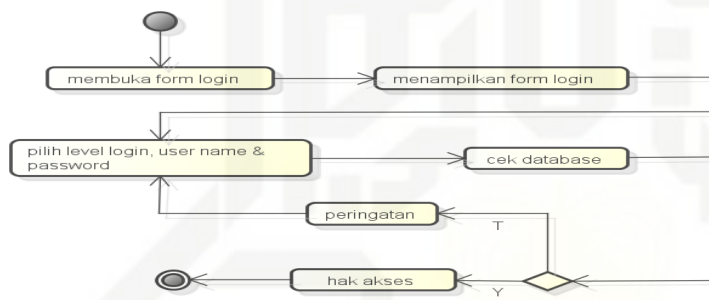 membuka form login
menampilkan form login
pilih level login, user name &
password
cek database
peringatan
T
hak akses
Y